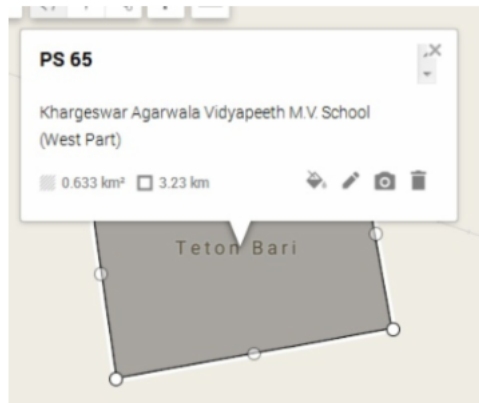 PS 65
Khargeswar Agarwala Vidyapeeth M.V. School
(West Part)
0.633 km² 3.23 km
Teton Bari